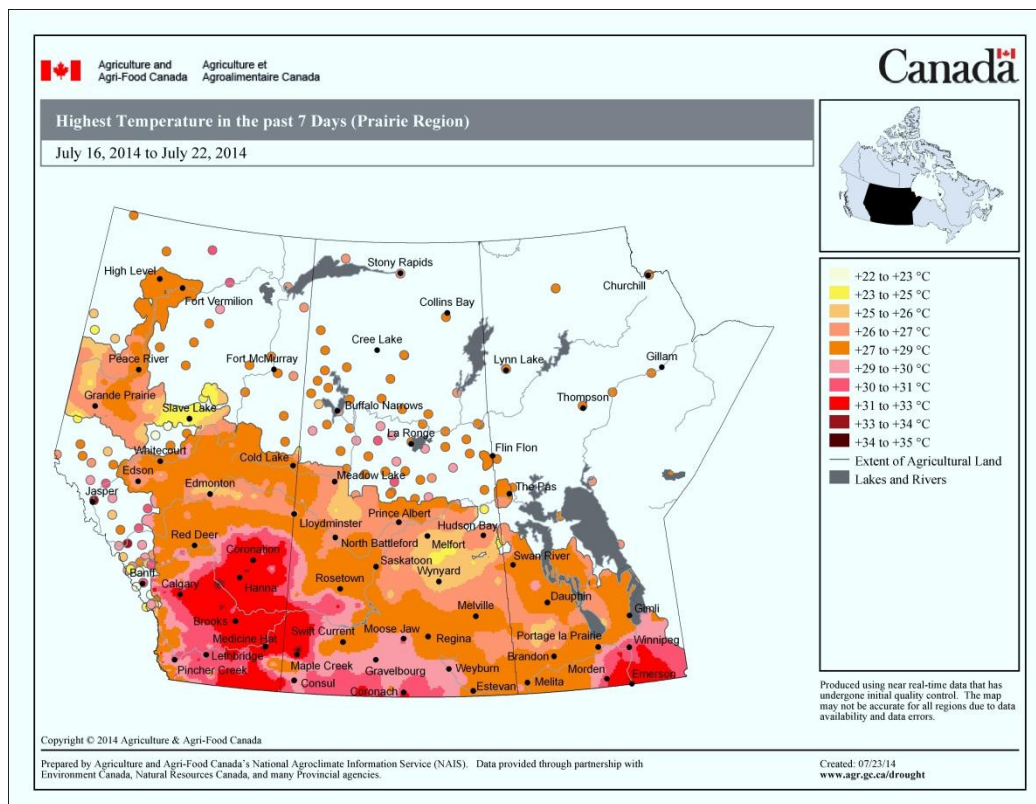 Agriculture and Agriculture et
Agri-Food Canada Agroalimentaire Canada
Canada
Highest Temperature in the past 7 Days (Prairie Region)
July 16, 2014 to July 22, 2014
High Level
Fort Vermilion
Stony Rapids
Churchill
Collins Bay
Cree Lake
Peace River
Fort McMurray
Lynn Lake
Gillam
Grande Prairie
Slave Lake
Buffalo Narrows
Thompson
La Ronge
Whitecourt
Cold Lake
Flin Flon
Edson
Meadow Lake
Jasper
Edmonton
The Pas
Lloydminster
Prince Albert
Hudson Bay
Red Deer
North Battleford
Melfort
Coronation
Saskatoon
Swan River
Banff
Hanna
Rosetown
Wynyard
Calgary
Dauphin
Melville
Gimli
Brooks
Swift Current
Moose Jaw
Regina
Portage la Prairie
Medicine Hat
Winnipeg
Lethbridge
Brandon
Pincher Creek
Maple Creek
Gravelbourg
Weyburn
Morden
Consul
Emerson
Coronach
Estevan
Melita
+22 to +23 °C
+23 to +25 °C
+25 to +26 °C
+26 to +27 °C
+27 to +29 °C
+29 to +30 °C
+30 to +31 °C
+31 to +33 °C
+33 to +34 °C
+34 to +35 °C
Extent of Agricultural Land
Lakes and Rivers
Produced using near real-time data that has
undergone initial quality control. The map
may not be accurate for all regions due to data
availability and data errors.
Copyright © 2014 Agriculture & Agri-Food Canada
Prepared by Agriculture and Agri-Food Canada's National Agroclimate Information Service (NAIS). Data provided through partnership with
Environment Canada, Natural Resources Canada, and many Provincial agencies.
Created: 07/23/14
www.agr.gc.ca/drought